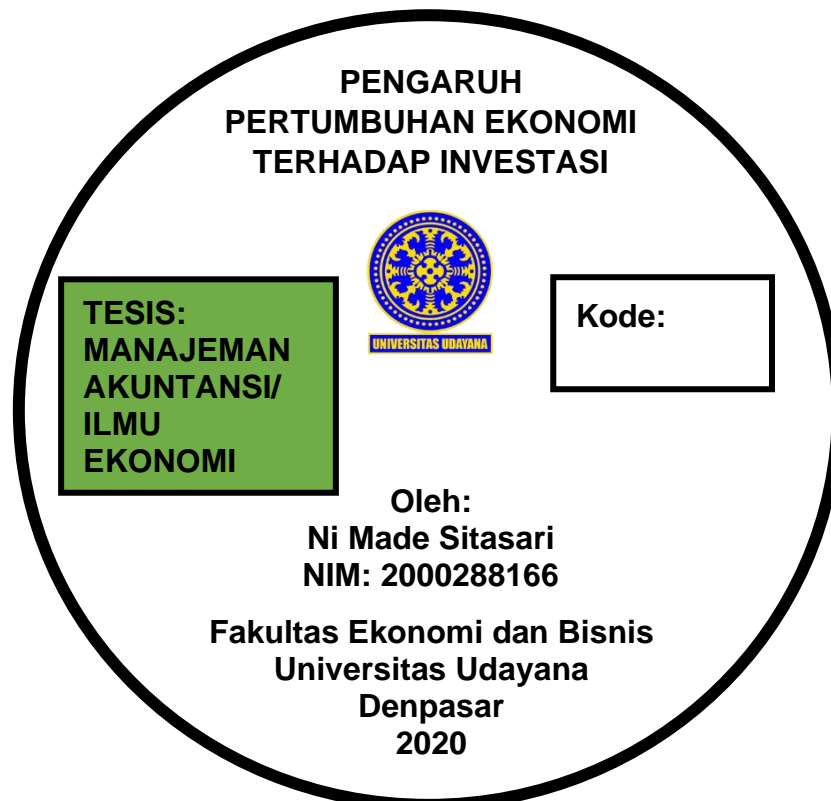 PENGARUH
PERTUMBUHAN EKONOMI
TERHADAP INVESTASI
UNIVERSITAS UDAYANA
TESIS:
MANAJEMAN
AKUNTANSI/
ILMU
EKONOMI
Kode:
Oleh:
Ni Made Sitasari
NIM: 2000288166
Fakultas Ekonomi dan Bisnis
Universitas Udayana
Denpasar
2020